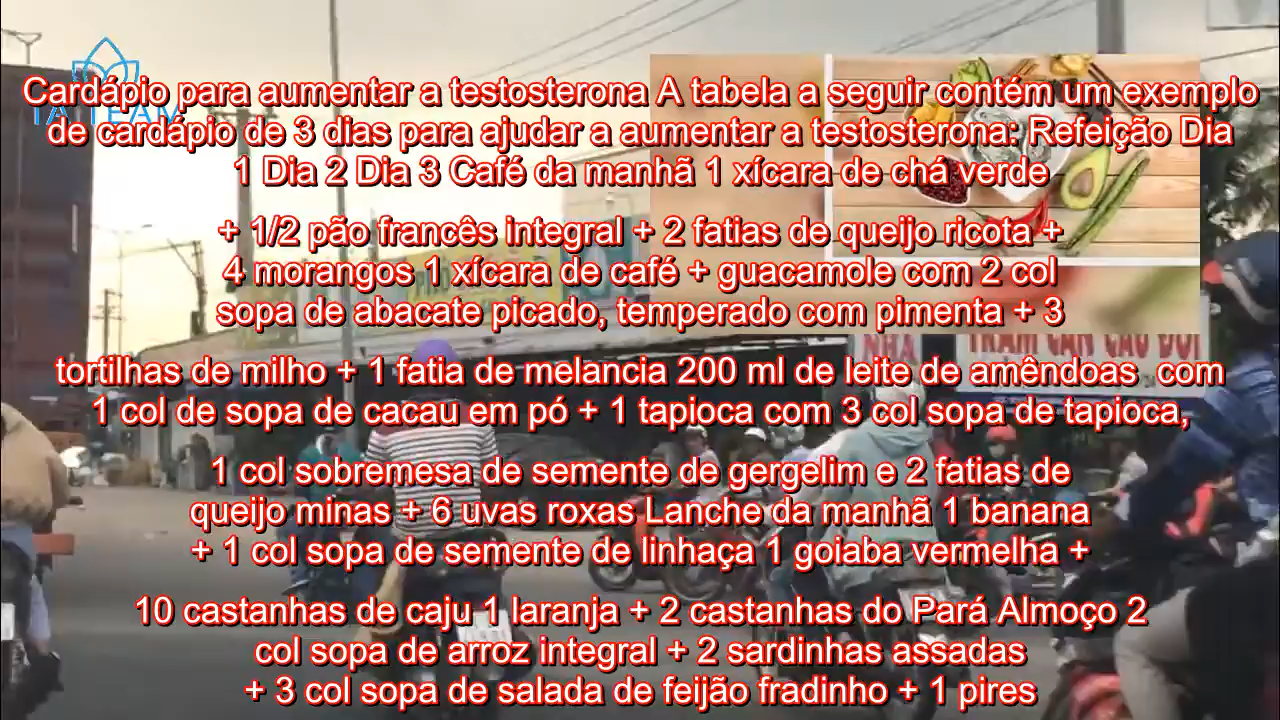 TATTEAM
Cardápio para aumentar a testosterona A tabela a seguir contém um exemplo
de cardápio de 3 dias para ajudar a aumentar a testosterona: Refeição Dia
1 Dia 2 Dia 3 Café da manhã 1 xícara de chá verde
+ 1/2 pão francês integral + 2 fatias de queijo ricota +
4 morangos 1 xícara de café + guacamole com 2 col
sopa de abacate picado, temperado com pimenta + 3
NHÀ
TRẠM CÂN CẦU ĐÔI
tortilhas de milho + 1 fatia de melancia 200 ml de leite de amêndoas com
1 col de sopa de cacau em pó + 1 tapioca com 3 col sopa de tapioca,
1 col sobremesa de semente de gergelim e 2 fatias de
queijo minas + 6 uvas roxas Lanche da manhã 1 banana
+ 1 col sopa de semente de linhaça 1 goiaba vermelha +
10 castanhas de caju 1 laranja + 2 castanhas do Pará Almoço 2
col sopa de arroz integral + 2 sardinhas assadas
+ 3 col sopa de salada de feijão fradinho + 1 pires